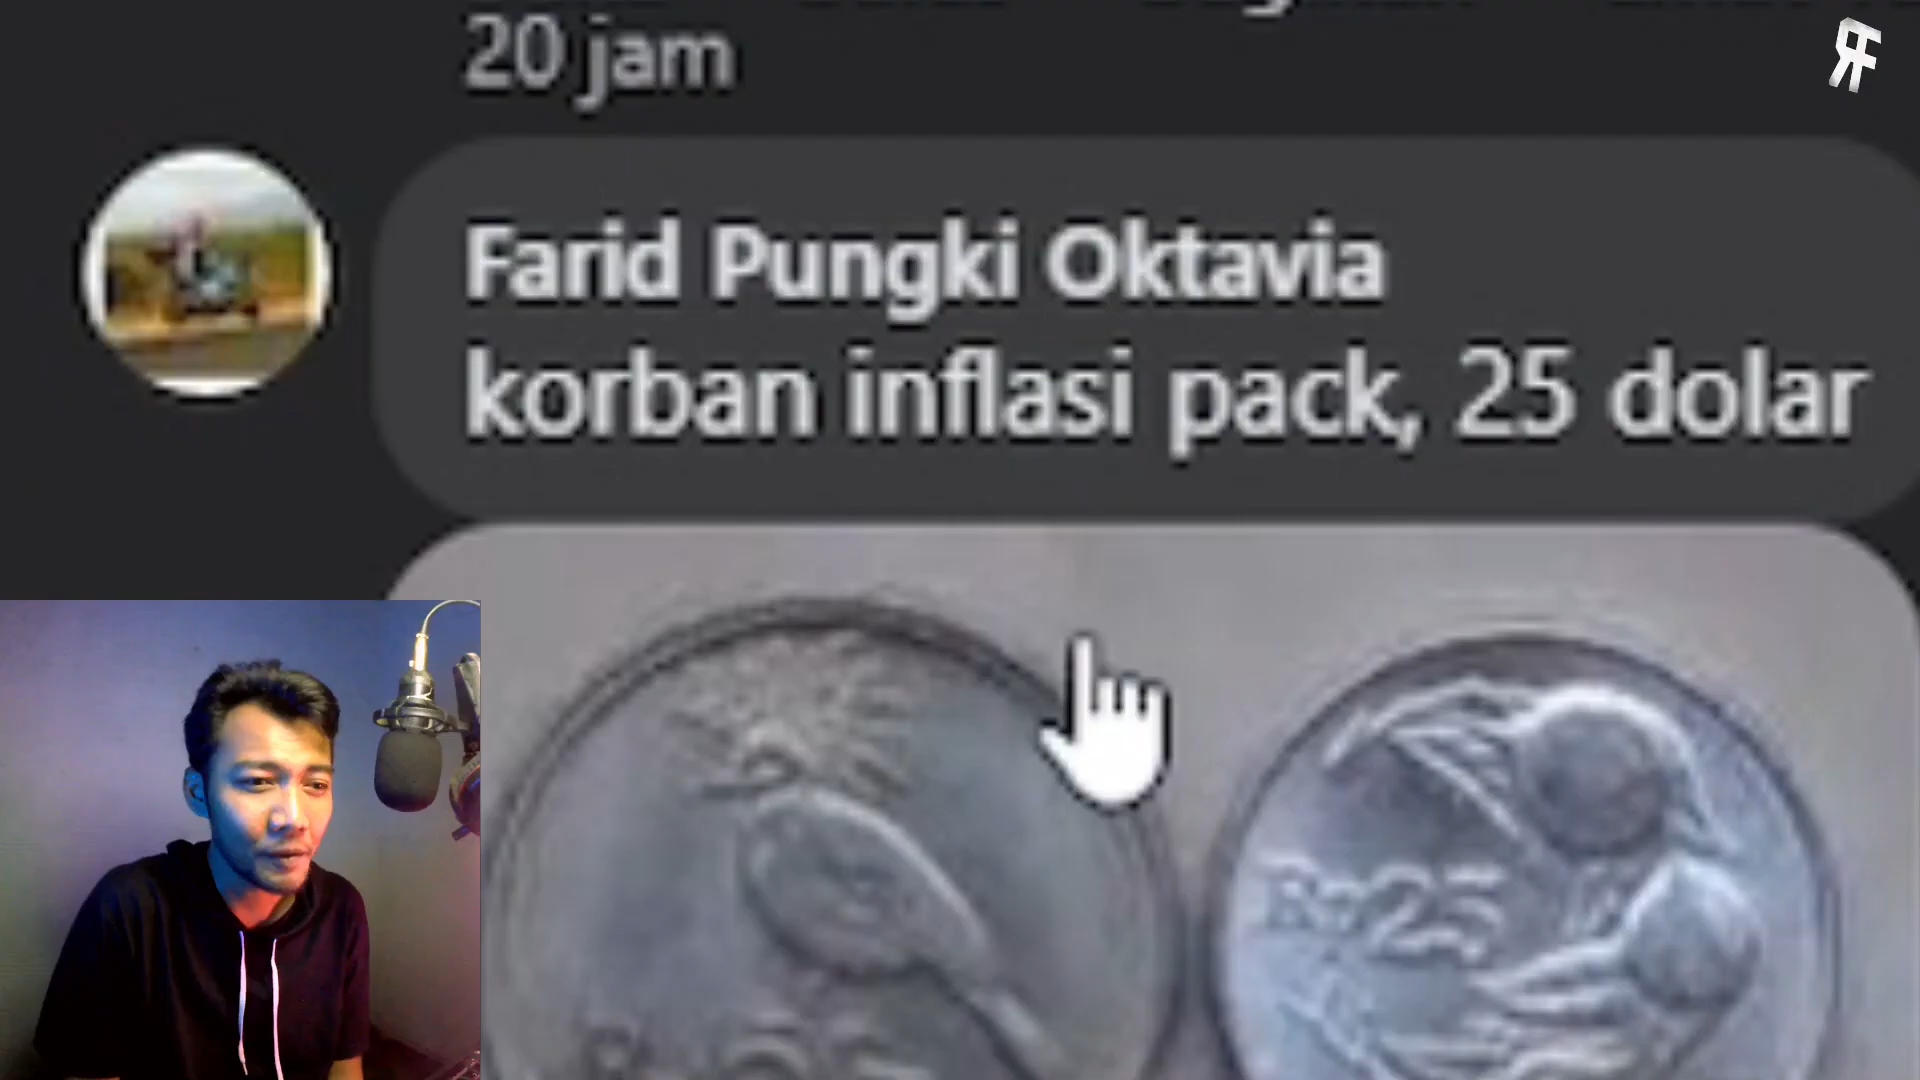 20 jam
Farid Pungki Oktavia
korban inflasi pack, 25 dolar
Rp25